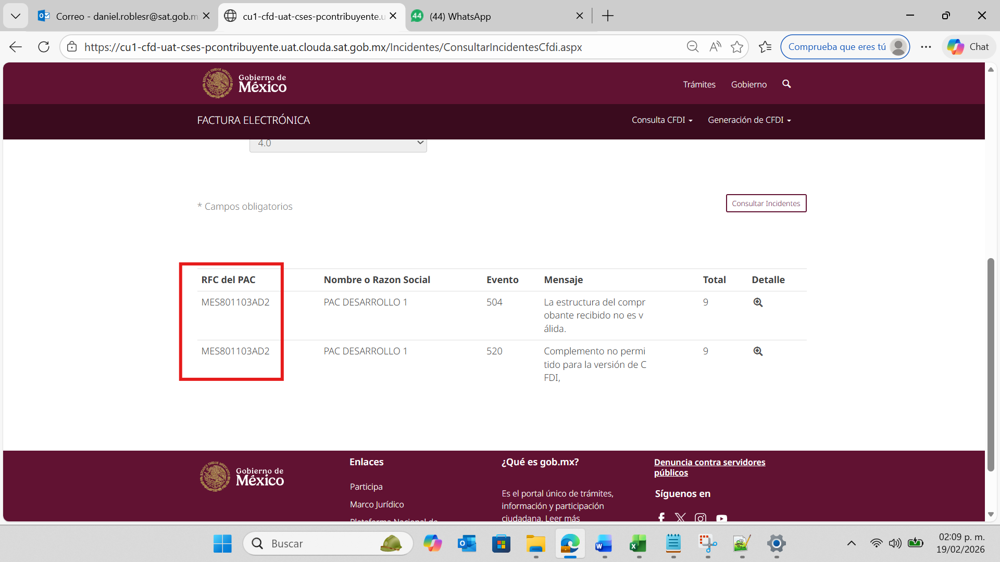 Correo - daniel.roblesr@sat.gob.m
cu1-cfd-uat-cses-pcontribuyente.u
44
(44) WhatsApp
https://cu1-cfd-uat-cses-pcontribuyente.uat.clouda.sat.gob.mx/Incidentes/ConsultarIncidentesCfdi.aspx
Comprueba que eres tú
Chat
Gobierno de
México
Trámites
Gobierno
FACTURA ELECTRÓNICA
Consulta CFDI
Generación de CFDI
4.0
* Campos obligatorios
Consultar Incidentes
RFC del PAC
Nombre o Razon Social
Evento
Mensaje
Total
Detalle
MES801103AD2
PAC DESARROLLO 1
504
La estructura del compr
obante recibido no es v
álida.
9
MES801103AD2
PAC DESARROLLO 1
520
Complemento no permi
tido para la versión de C
FDI,
9
Gobierno de
México
Enlaces
Participa
Marco Jurídico
Plataforma Nacional de
¿Qué es gob.mx?
Es el portal único de trámites,
información y participación
ciudadana. Leer más
Denuncia contra servidores
públicos
Síguenos en
Buscar
02:09 p. m.
19/02/2026